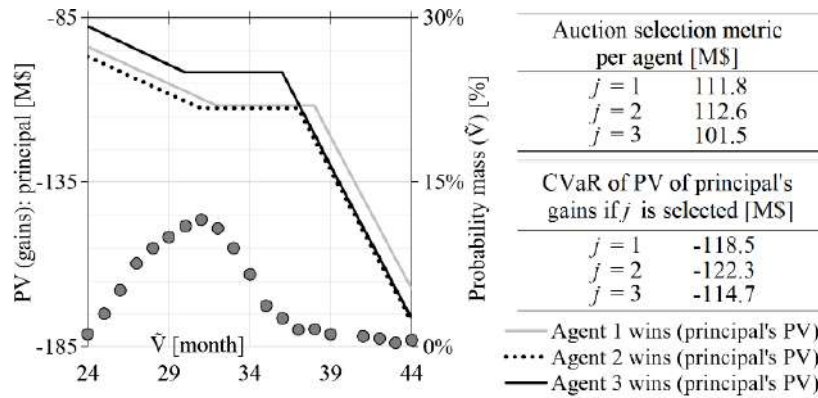 -85
-135
-185
PV (gains): principal [M$]
30%
15%
0%
Probability mass (Ṽ) [%]
Ṽ [month]
24 29 34 39 44
Auction selection metric
per agent [M$]
j = 1 111.8
j = 2 112.6
j = 3 101.5
CVaR of PV of principal's
gains if j is selected [M$]
j = 1 -118.5
j = 2 -122.3
j = 3 -114.7
Agent 1 wins (principal's PV)
Agent 2 wins (principal's PV)
Agent 3 wins (principal's PV)